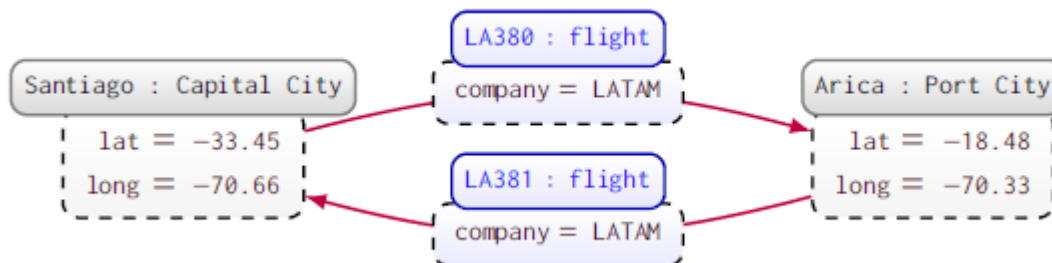 LA380 : flight
company = LATAM
Santiago : Capital City
lat = −33.45
long = −70.66
Arica : Port City
lat = −18.48
long = −70.33
LA381 : flight
company = LATAM